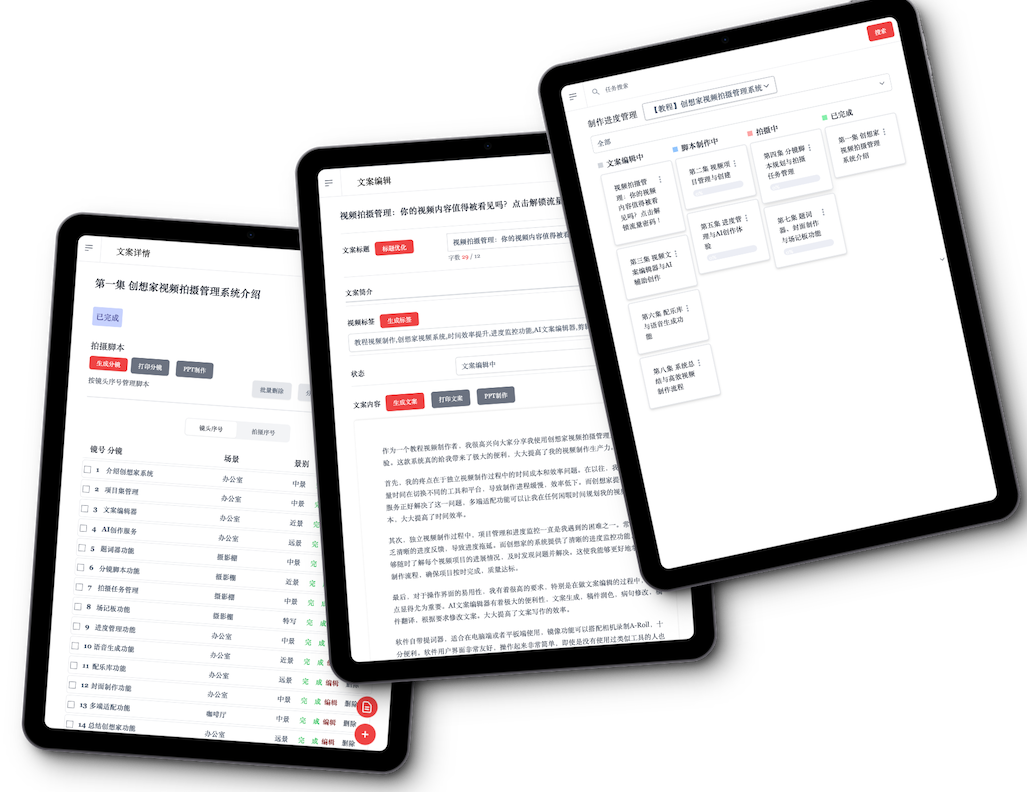 文案详情
第一集 创想家视频拍摄管理系统介绍
已完成
拍摄脚本
生成分镜 打印分镜 PPT制作
按镜头序号管理脚本
批量删除
镜头序号 拍摄序号
镜号 分镜 场景 景别
1 介绍创想家系统 办公室 中景
2 项目集管理 办公室 中景 完
3 文案编辑器 办公室 近景 完
4 AI创作服务 办公室 远景 完
5 题词器功能 摄影棚 中景 完
6 分镜脚本功能 摄影棚 近景 完
7 拍摄任务管理 摄影棚 中景 完
8 场记板功能 摄影棚 特写 完 成
9 进度管理功能 办公室 中景 完 成
10 语音生成功能 办公室 近景 完 成
11 配乐库功能 办公室 远景 完 成 编辑 删除
12 封面制作功能 办公室 中景 完 成 编辑 删除
13 多端适配功能 咖啡厅 中景 完 成 编辑 删除
14 总结创想家功能 办公室 远景 完 成 编辑 删除
文案编辑
视频拍摄管理：你的视频内容值得被看见吗？点击解锁流量
文案标题 标题优化 视频拍摄管理：你的视频内容值得被看
字数 29 / 12
文案简介
视频标签 生成标签
教程视频制作,创想家视频系统,时间效率提升,进度监控功能,AI文案编辑器,剪
状态 文案编辑中
文案内容 生成文案 打印文案 PPT制作
作为一个教程视频制作者，我很高兴向大家分享我使用创想家视频拍摄管理
验。这款系统真的给我带来了极大的便利，大大提高了我的视频制作生产力。
首先，我的疼点在于独立视频制作过程中的时间成本和效率问题。在以往，我
量时间在切换不同的工具和平台，导致制作进程缓慢、效率低下。而创想家提
服务正好解决了这一问题，多端适配功能可以让我在任何闲暇时间规划我的视
本，大大提高了时间效率。
其次，独立视频制作过程中，项目管理和进度监控一直是我遇到的困难之一。常
乏清晰的进度反馈，导致进度拖延。而创想家的系统提供了清晰的进度监控功能，
够随时了解每个视频项目的进展情况，及时发现问题并解决。这使我能够更好地
制作流程，确保项目按时完成，质量达标。
最后，对于操作界面的易用性，我有着很高的要求，特别是在做文案编辑的过程中，
点显得尤为重要。AI文案编辑器有着极大的便利性，文案生成、稿件润色，病句修改、稿
件翻译，根据要求修改文案，大大提高了文案写作的效率。
软件自带提词器，适合在电脑端或者平板端使用，镜像功能可以搭配相机录制A-Roll，十
分便利。软件用户界面非常友好，操作起来非常简单，即使是没有使用过类似工具的人也
任务搜索 搜索
制作进度管理 【教程】创想家视频拍摄管理系统
全部
文案编辑中
视频拍摄管
理：你的视频
内容值得被看
见吗？点击解
锁流量密码！
第三集 视频文
案编辑器与AI
辅助创作
第六集 配乐库
与语音生成功
能
第八集 系统总
结与高效视频
制作流程
脚本制作中
第二集 视频项
目管理与创建
第五集 进度管
理与AI创作体
验
拍摄中
第四集 分镜脚
本规划与拍摄
任务管理
第七集 题词
器、封面制作
与场记板功能
已完成
第一集 创想家
视频拍摄管理
系统介绍